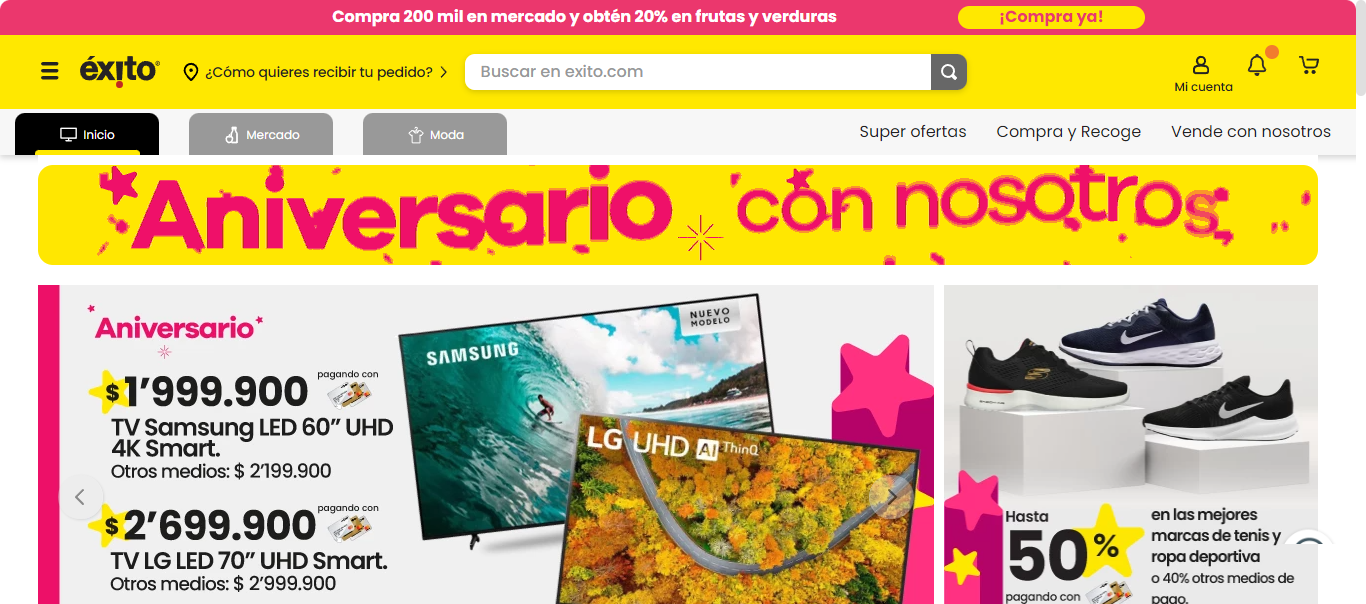 Compra 200 mil en mercado y obtén 20% en frutas y verduras
¡Compra ya!
éxito
¿Cómo quieres recibir tu pedido?
Buscar en exito.com
Mi cuenta
Inicio
Mercado
Moda
Super ofertas
Compra y Recoge
Vende con nosotros
Aniversario con nosotros
Aniversario
$1’999.900
pagando con
TV Samsung LED 60” UHD
4K Smart.
Otros medios: $ 2’199.900
$2’699.900
pagando con
TV LG LED 70” UHD Smart.
Otros medios: $ 2’999.900
SAMSUNG
NUEVO
MODELO
LG UHD AI ThinQ
Hasta
50%
pagando con
en las mejores
marcas de tenis y
ropa deportiva
o 40% otros medios de
pago.